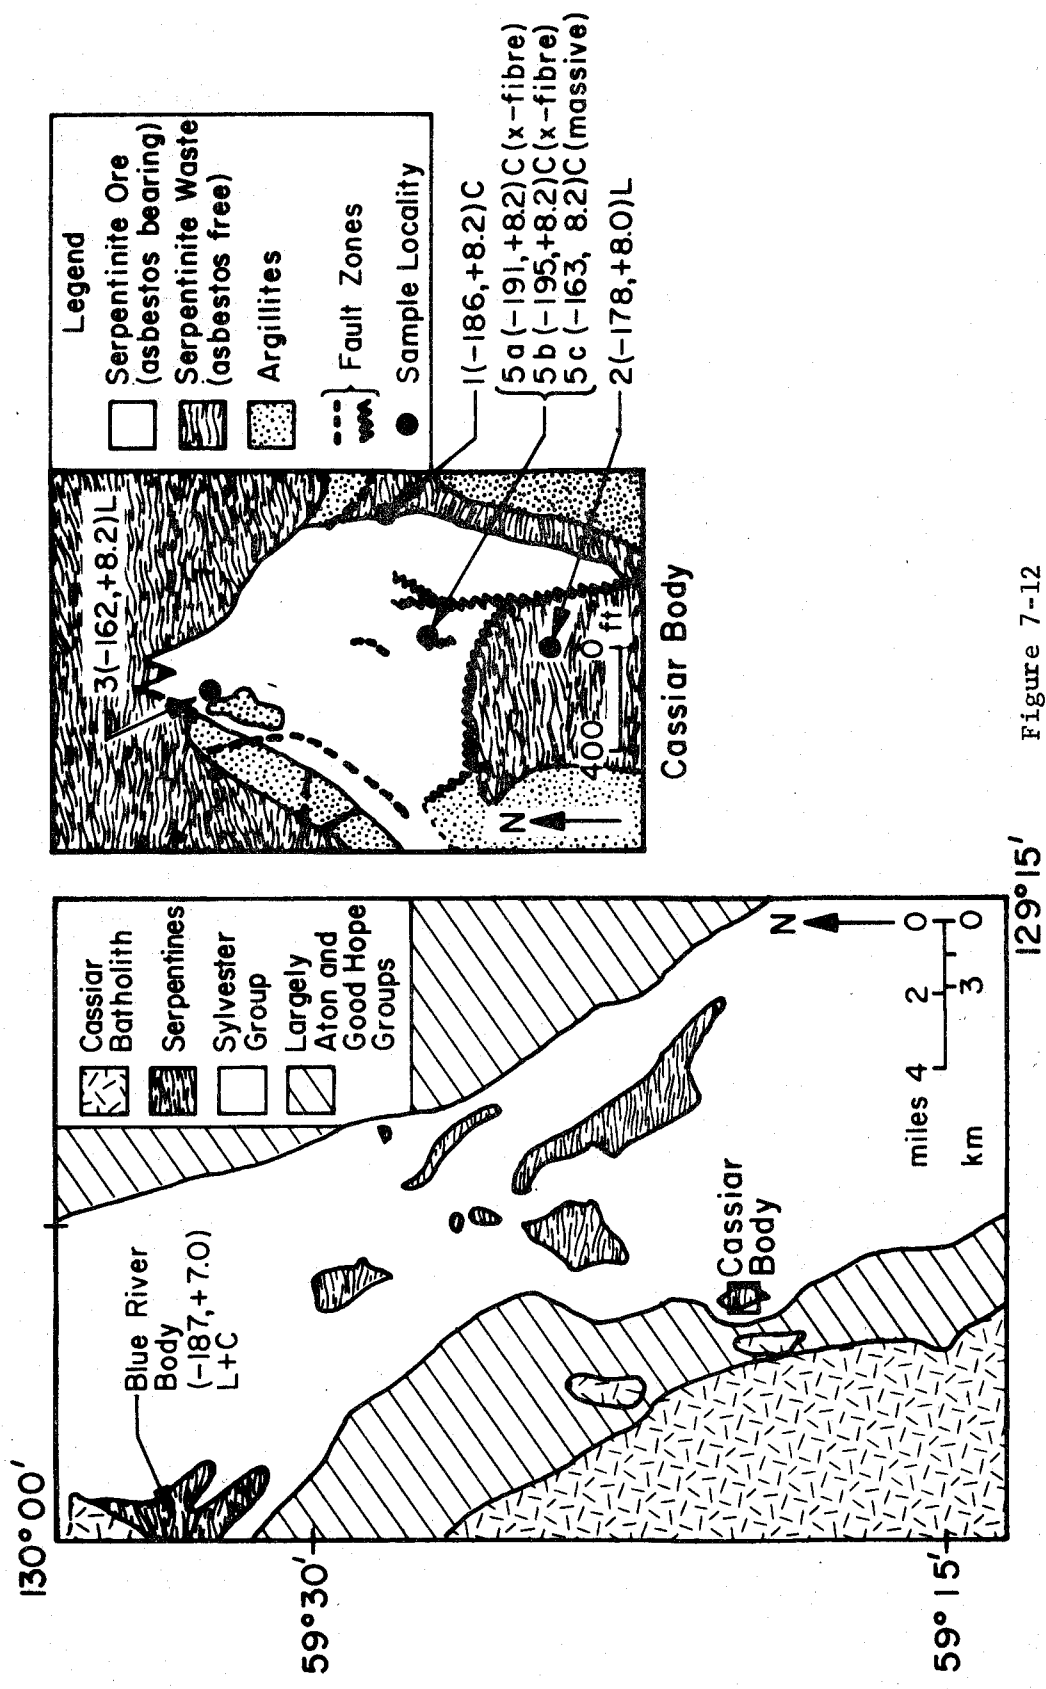 130°00'
59°30'
59°15'
129°15'
Blue River
Body
(-187,+7.0)
L+C
Cassiar
Batholith
Serpentines
Sylvester
Group
Largely
Aton and
Good Hope
Groups
Cassiar
Body
N
miles 4 2 0
km 3 0
3(-162,+8.2)L
N
400 0
ft
Cassiar Body
Legend
Serpentinite Ore
(asbestos bearing)
Serpentinite Waste
(asbestos free)
Argillites
Fault Zones
Sample Locality
1(-186,+8.2)C
5a(-191,+8.2)C(x-fibre)
5b(-195,+8.2)C(x-fibre)
5c(-163, 8.2)C(massive)
2(-178,+8.0)L
Figure 7-12